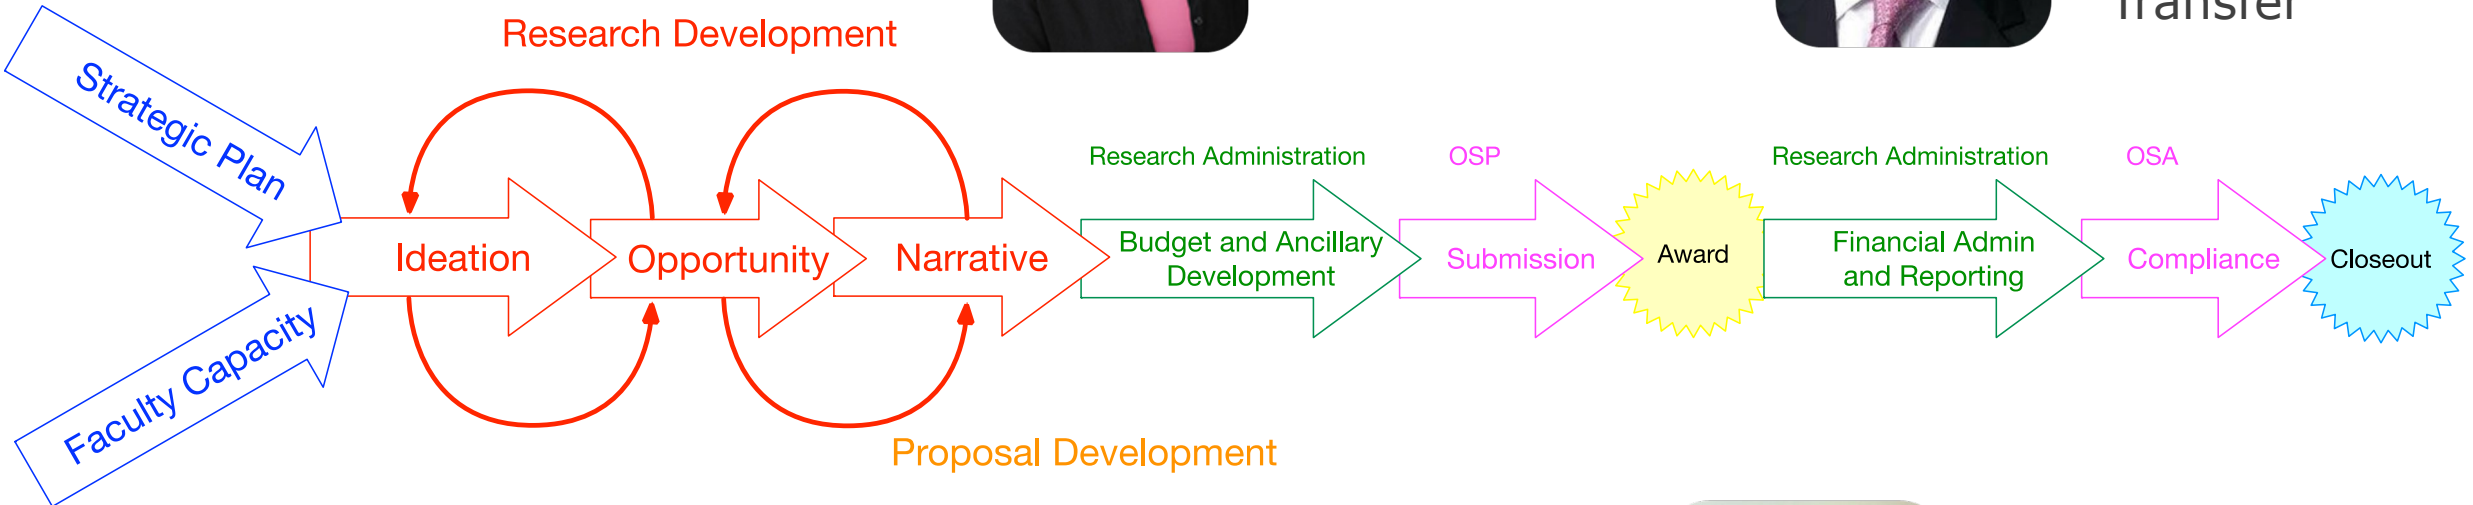 Transfer
Research Development
Strategic Plan
Research Administration
OSP
Research Administration
OSA
Ideation
Opportunity
Narrative
Budget and Ancillary
Development
Submission
Award
Financial Admin
and Reporting
Compliance
Closeout
Faculty Capacity
Proposal Development